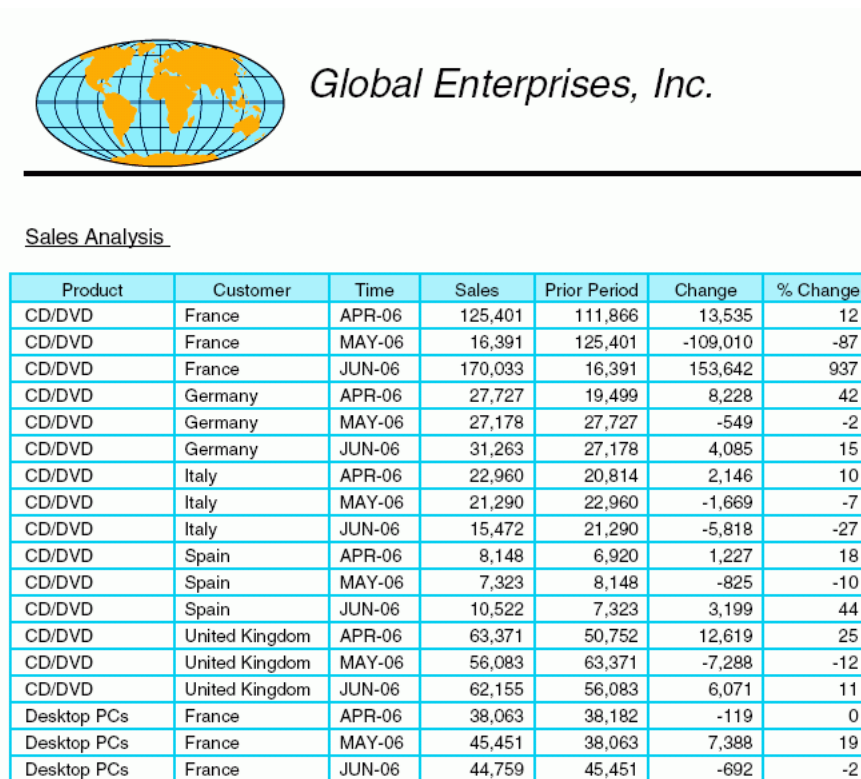 Global Enterprises, Inc.
Sales Analysis
Product Customer Time Sales Prior Period Change % Change
CD/DVD France APR-06 125,401 111,866 13,535 12
CD/DVD France MAY-06 16,391 125,401 -109,010 -87
CD/DVD France JUN-06 170,033 16,391 153,642 937
CD/DVD Germany APR-06 27,727 19,499 8,228 42
CD/DVD Germany MAY-06 27,178 27,727 -549 -2
CD/DVD Germany JUN-06 31,263 27,178 4,085 15
CD/DVD Italy APR-06 22,960 20,814 2,146 10
CD/DVD Italy MAY-06 21,290 22,960 -1,669 -7
CD/DVD Italy JUN-06 15,472 21,290 -5,818 -27
CD/DVD Spain APR-06 8,148 6,920 1,227 18
CD/DVD Spain MAY-06 7,323 8,148 -825 -10
CD/DVD Spain JUN-06 10,522 7,323 3,199 44
CD/DVD United Kingdom APR-06 63,371 50,752 12,619 25
CD/DVD United Kingdom MAY-06 56,083 63,371 -7,288 -12
CD/DVD United Kingdom JUN-06 62,155 56,083 6,071 11
Desktop PCs France APR-06 38,063 38,182 -119 0
Desktop PCs France MAY-06 45,451 38,063 7,388 19
Desktop PCs France JUN-06 44,759 45,451 -692 -2